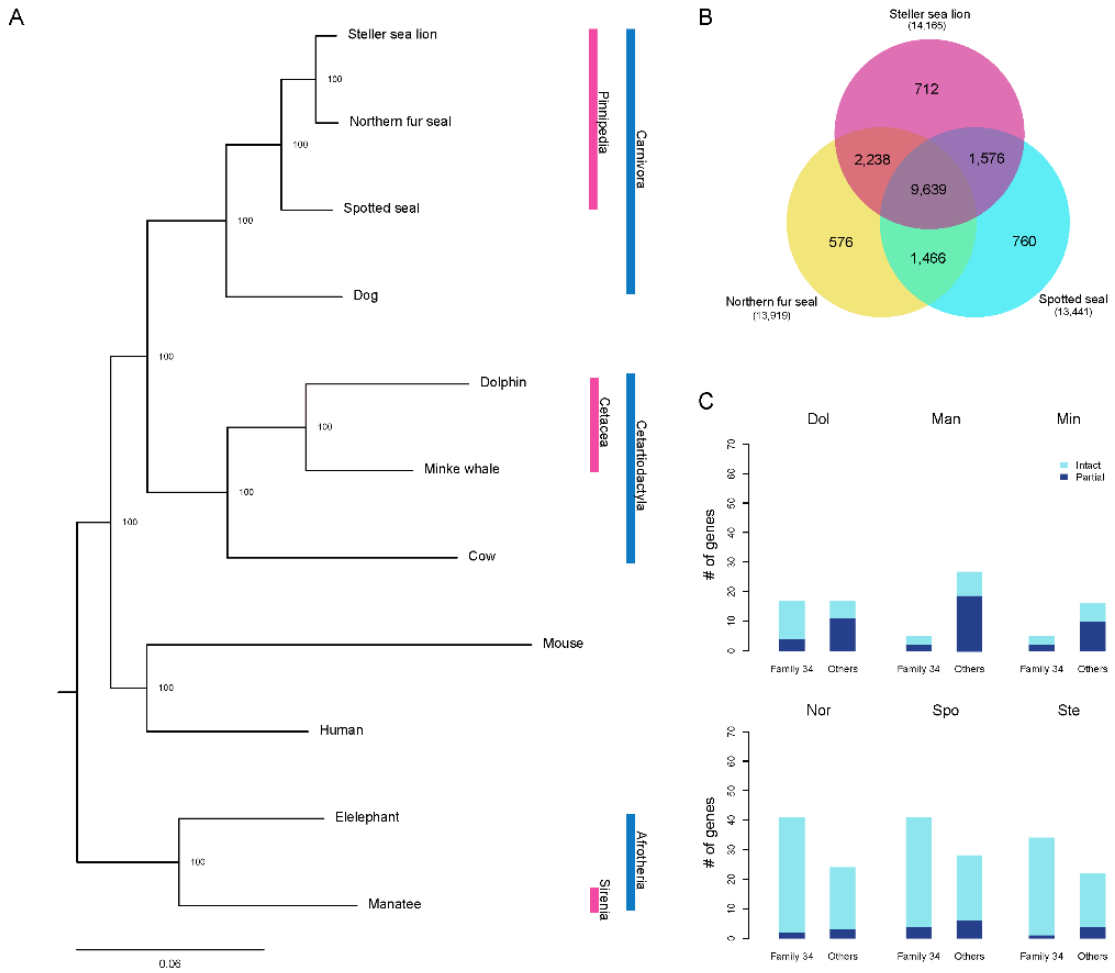 A
Steller sea lion
100
Northern fur seal
100
Spotted seal
100
Dog
100
Dolphin
100
Minke whale
100
Cow
100
Mouse
100
Human
Elelephant
100
Manatee
0.06
Pinnipedia
Carnivora
Cetacea
Cetartiodactyla
Afrotheria
Sirenia
B
Steller sea lion
(14,165)
712
2,238
1,576
9,639
576
1,466
760
Northern fur seal
(13,919)
Spotted seal
(13,441)
C
Dol
Man
Min
Intact
Partial
# of genes
70
60
50
40
30
20
10
0
Family 34
Others
Family 34
Others
Family 34
Others
Nor
Spo
Ste
# of genes
70
60
50
40
30
20
10
0
Family 34
Others
Family 34
Others
Family 34
Others